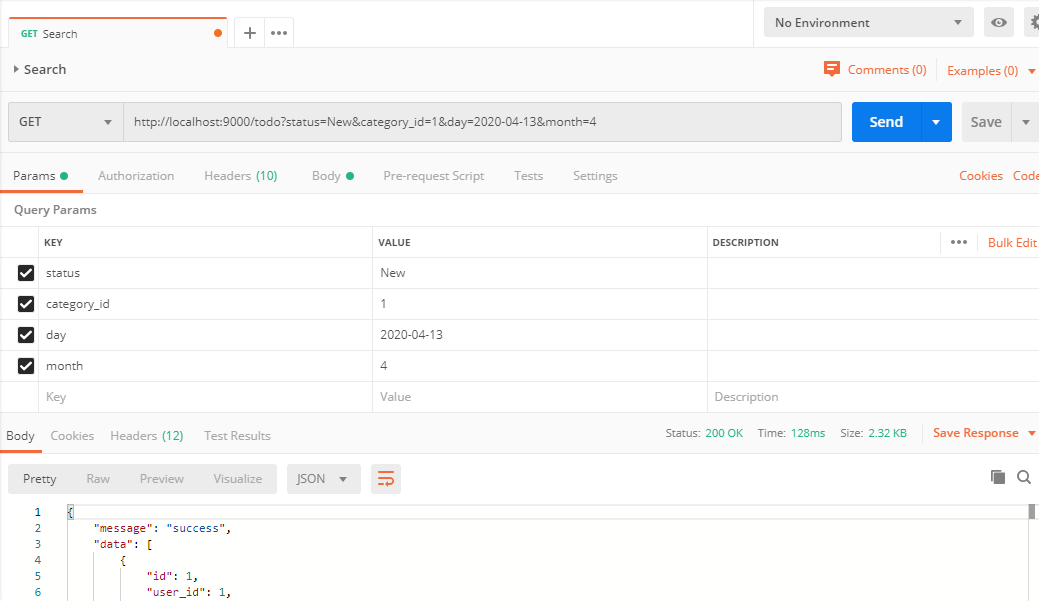 GET Search
No Environment
Search
Comments (0) Examples (0)
GET http://localhost:9000/todo?status=New&category_id=1&day=2020-04-13&month=4 Send Save
Params Authorization Headers (10) Body Pre-request Script Tests Settings Cookies Code
Query Params
KEY VALUE DESCRIPTION Bulk Edit
status New
category_id 1
day 2020-04-13
month 4
Key Value Description
Body Cookies Headers (12) Test Results Status: 200 OK Time: 128ms Size: 2.32 KB Save Response
Pretty Raw Preview Visualize JSON
1 {
2 "message": "success",
3 "data": [
4 {
5 "id": 1,
6 "user_id": 1,